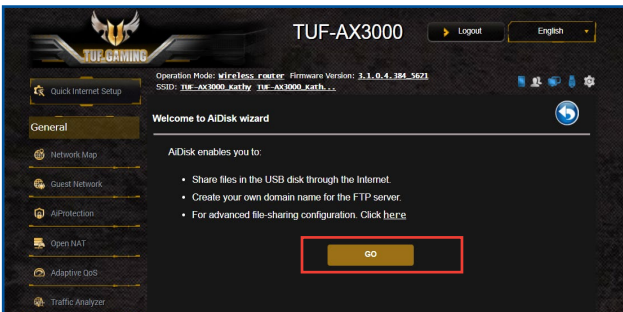 TUF GAMING
TUF-AX3000
Logout
English
Operation Mode: Wireless router Firmware Version: 3.1.0.4.384_5621
SSID: TUF-AX3000_Kathy TUF-AX3000_Kath...
Quick Internet Setup
General
Network Map
Guest Network
AiProtection
Open NAT
Adaptive QoS
Traffic Analyzer
Welcome to AiDisk wizard
AiDisk enables you to:
• Share files in the USB disk through the Internet.
• Create your own domain name for the FTP server.
• For advanced file-sharing configuration. Click here
GO